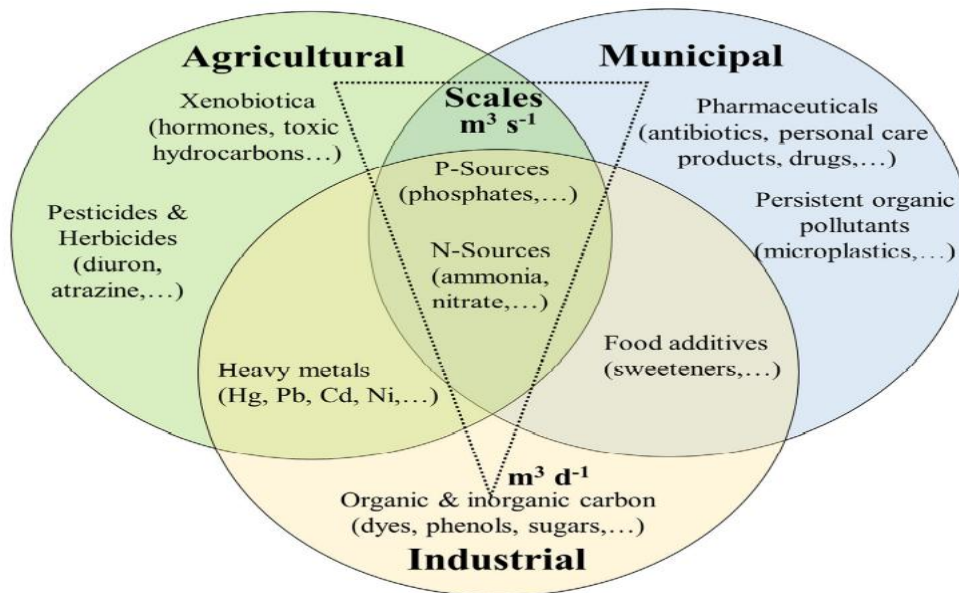 Agricultural
Municipal
Scales
m³ s⁻¹
Xenobiotica
(hormones, toxic
hydrocarbons…)
Pharmaceuticals
(antibiotics, personal care
products, drugs,…)
P-Sources
(phosphates,…)
Pesticides &
Herbicides
(diuron,
atrazine,…)
Persistent organic
pollutants
(microplastics,…)
N-Sources
(ammonia,
nitrate,…)
Heavy metals
(Hg, Pb, Cd, Ni,…)
Food additives
(sweeteners,…)
m³ d⁻¹
Organic & inorganic carbon
(dyes, phenols, sugars,…)
Industrial